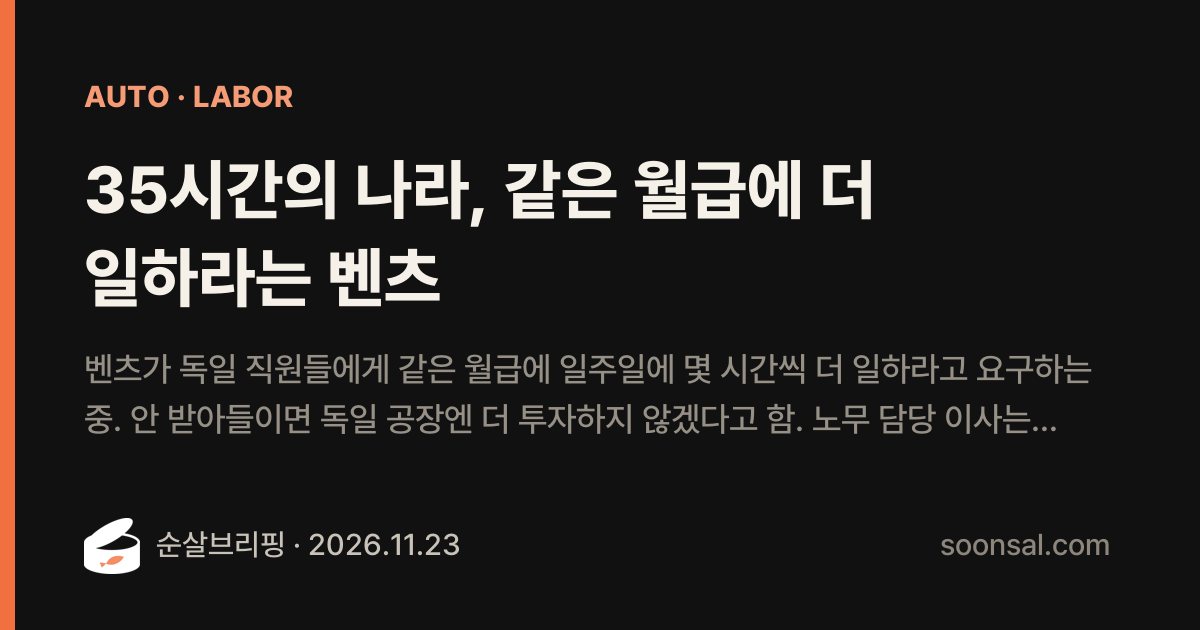 AUTO · LABOR
35시간의 나라, 같은 월급에 더
일하라는 벤츠
벤츠가 독일 직원들에게 같은 월급에 일주일에 몇 시간씩 더 일하라고 요구하는
중. 안 받아들이면 독일 공장엔 더 투자하지 않겠다고 함. 노무 담당 이사는...
순살브리핑 · 2026.11.23
soonsal.com